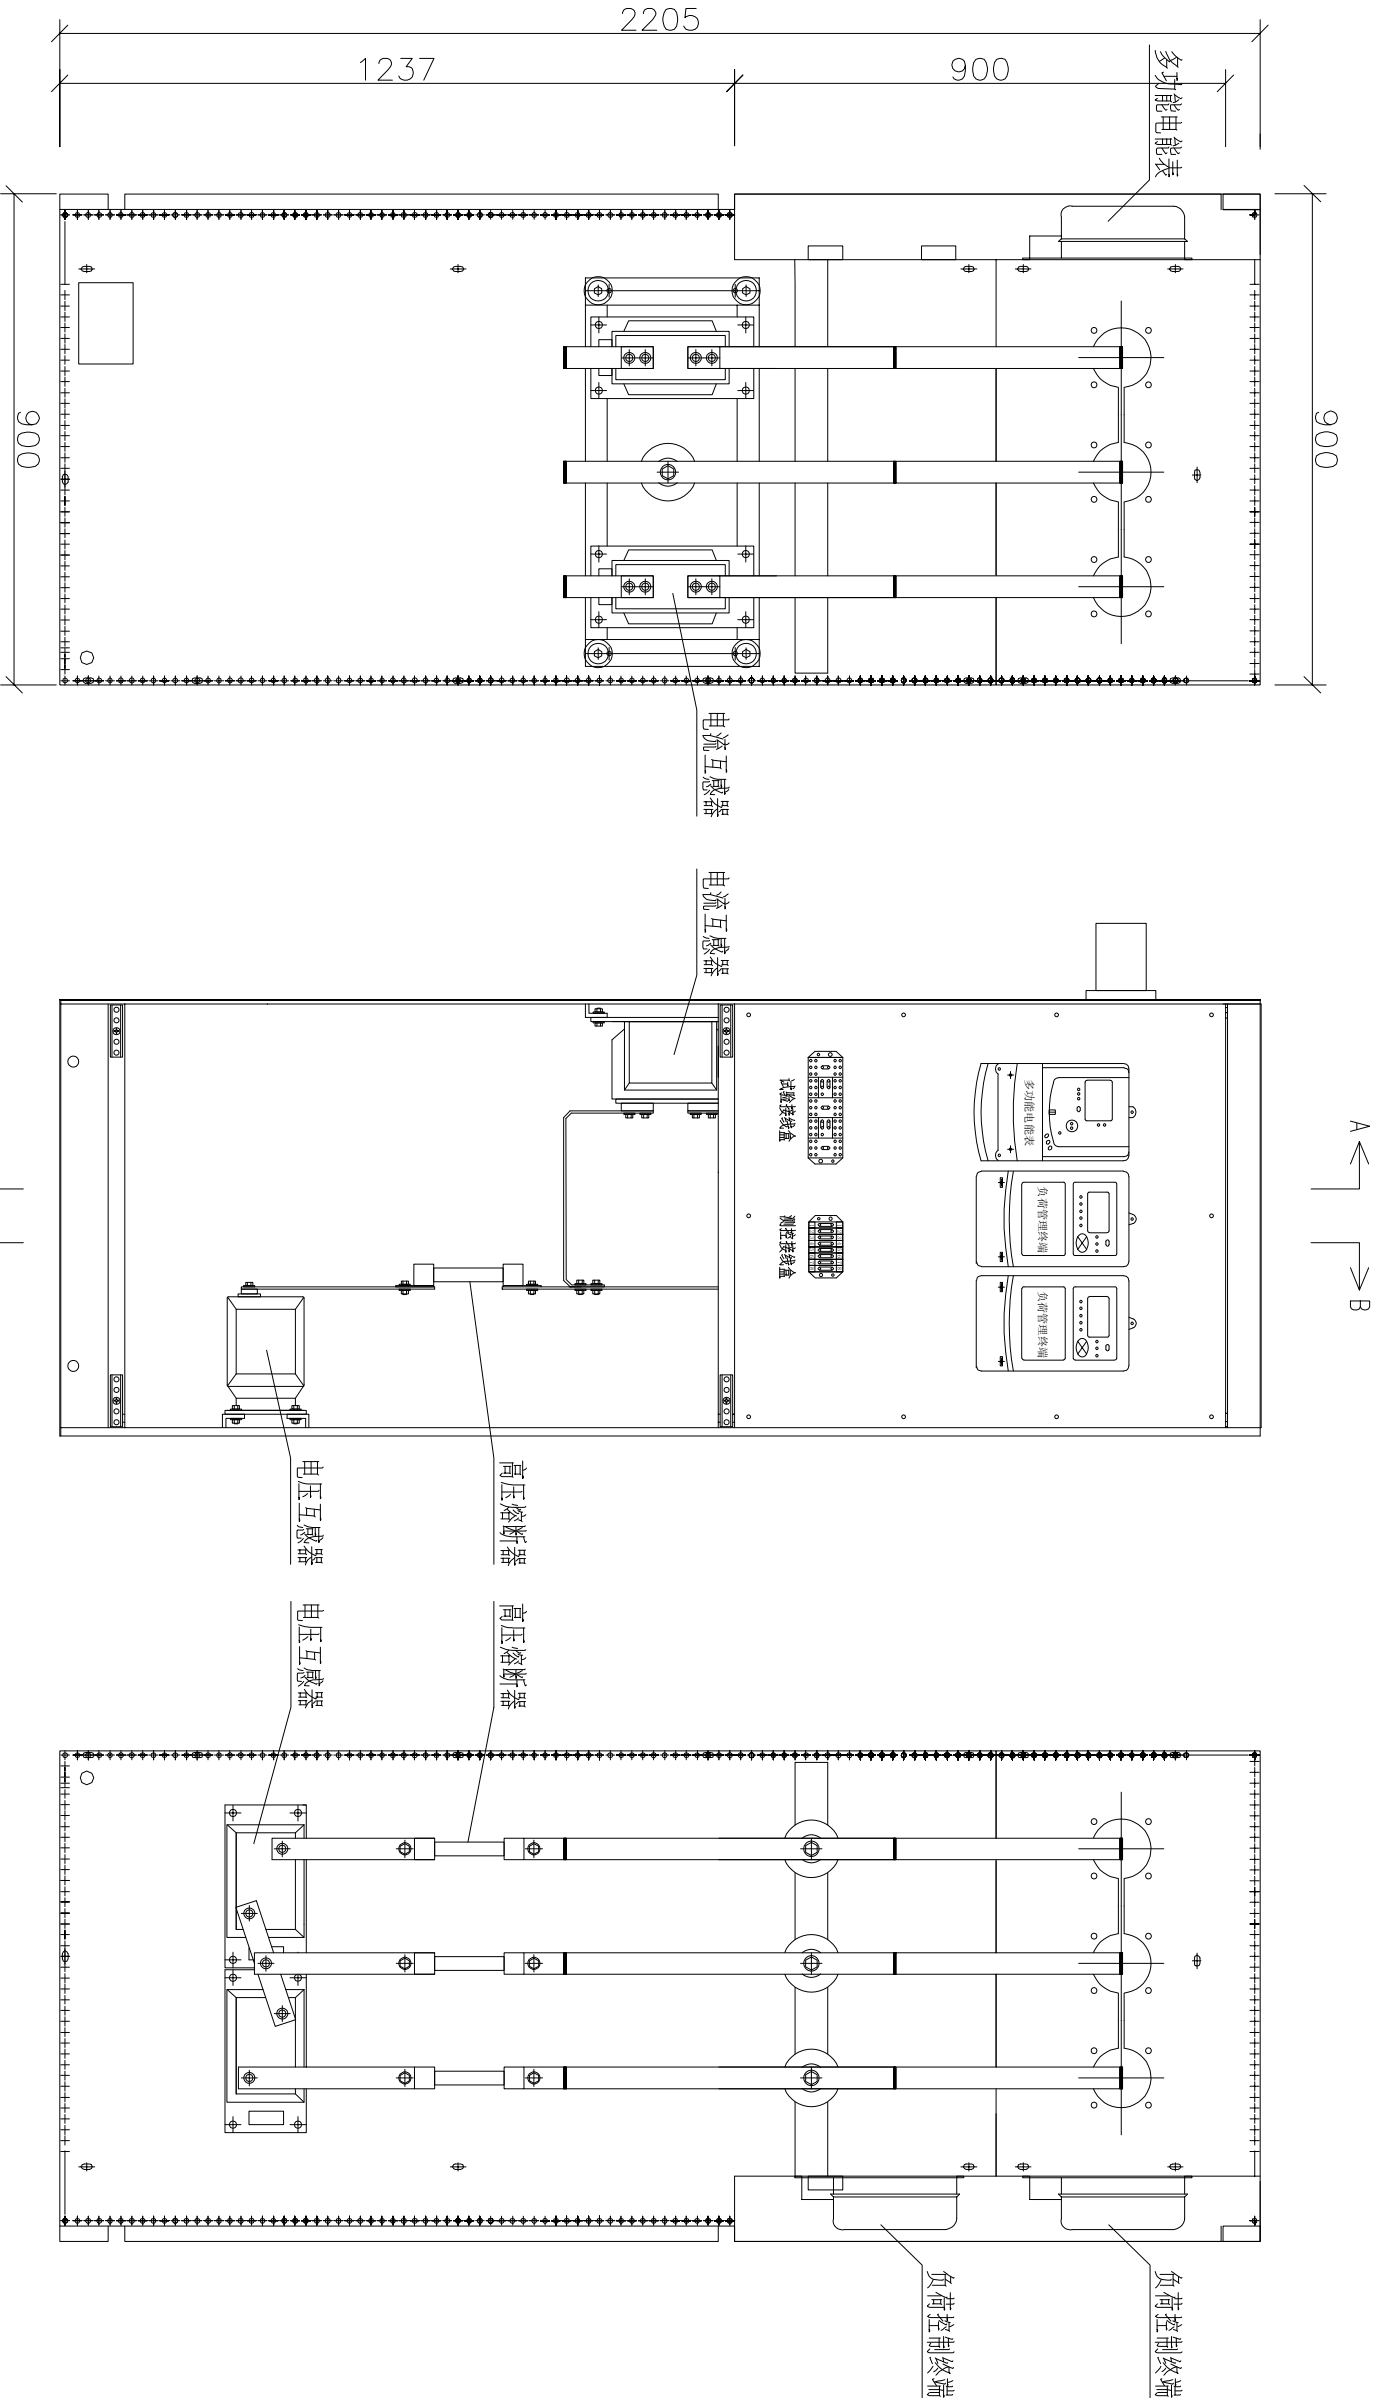 2205
1237
900
多功能电能表
900
900
电流互感器
电流互感器
A
B
试验接线盒
测控接线盒
多功能电能表
负荷管理终端
负荷管理终端
电压互感器
高压熔断器
电压互感器
高压熔断器
负荷控制终端
负荷控制终端